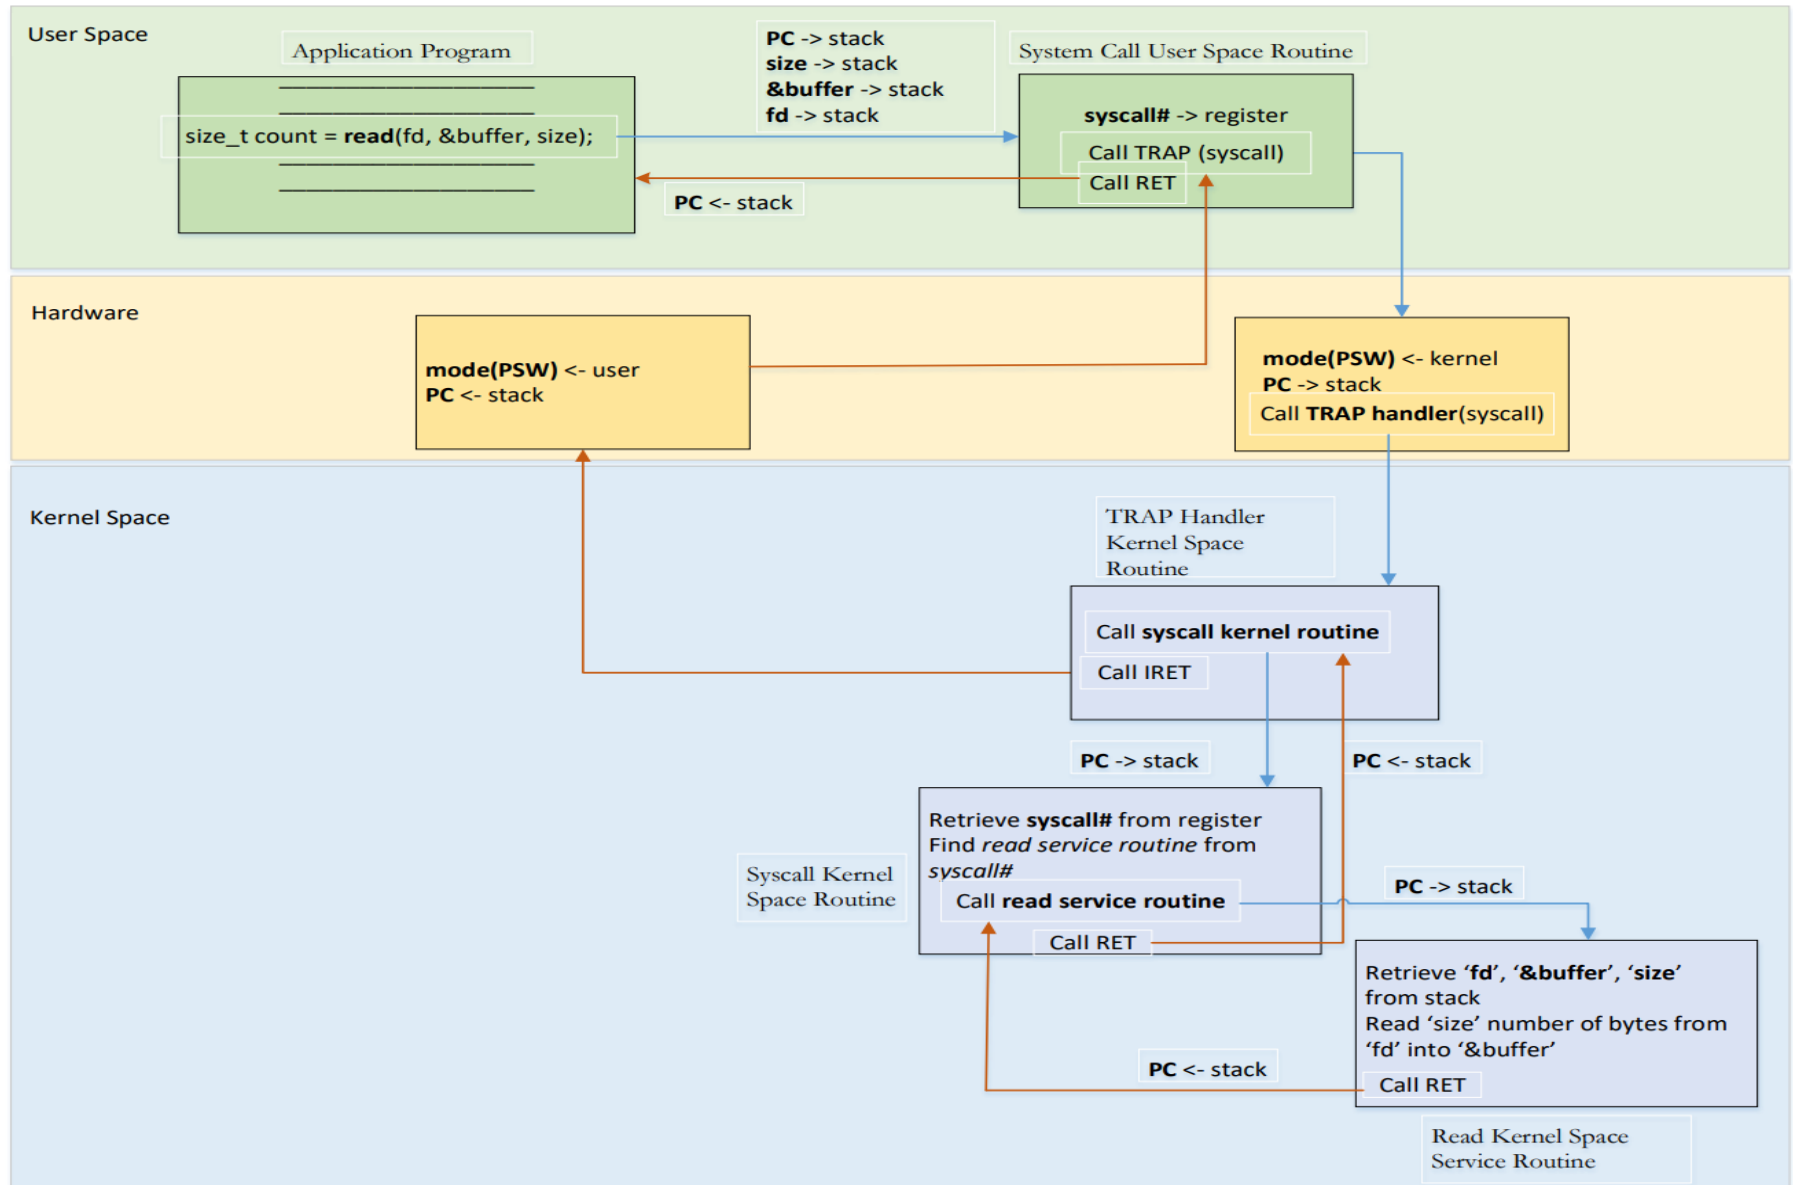 User Space
Application Program
size_t count = read(fd, &buffer, size);
PC -> stack
size -> stack
&buffer -> stack
fd -> stack
System Call User Space Routine
syscall# -> register
Call TRAP (syscall)
Call RET
PC <- stack
Hardware
mode(PSW) <- user
PC <- stack
mode(PSW) <- kernel
PC -> stack
Call TRAP handler(syscall)
Kernel Space
TRAP Handler
Kernel Space
Routine
Call syscall kernel routine
Call IRET
PC -> stack
PC <- stack
Syscall Kernel
Space Routine
Retrieve syscall# from register
Find read service routine from
syscall#
Call read service routine
Call RET
PC -> stack
Retrieve ‘fd’, ‘&buffer’, ‘size’
from stack
Read ‘size’ number of bytes from
‘fd’ into ‘&buffer’
Call RET
PC <- stack
Read Kernel Space
Service Routine